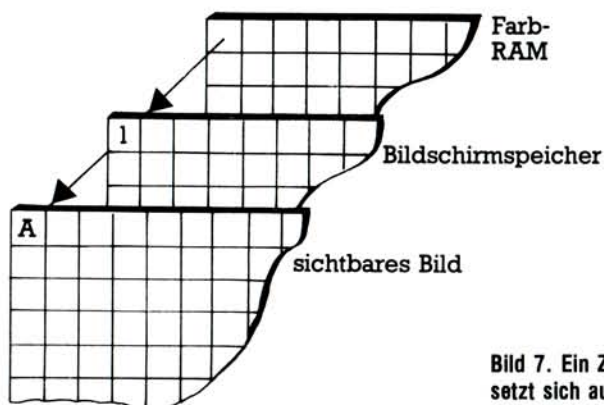 Farb-
RAM
1
Bildschirmspeicher
A
sichtbares Bild
Bild 7. Ein Z
setzt sich au